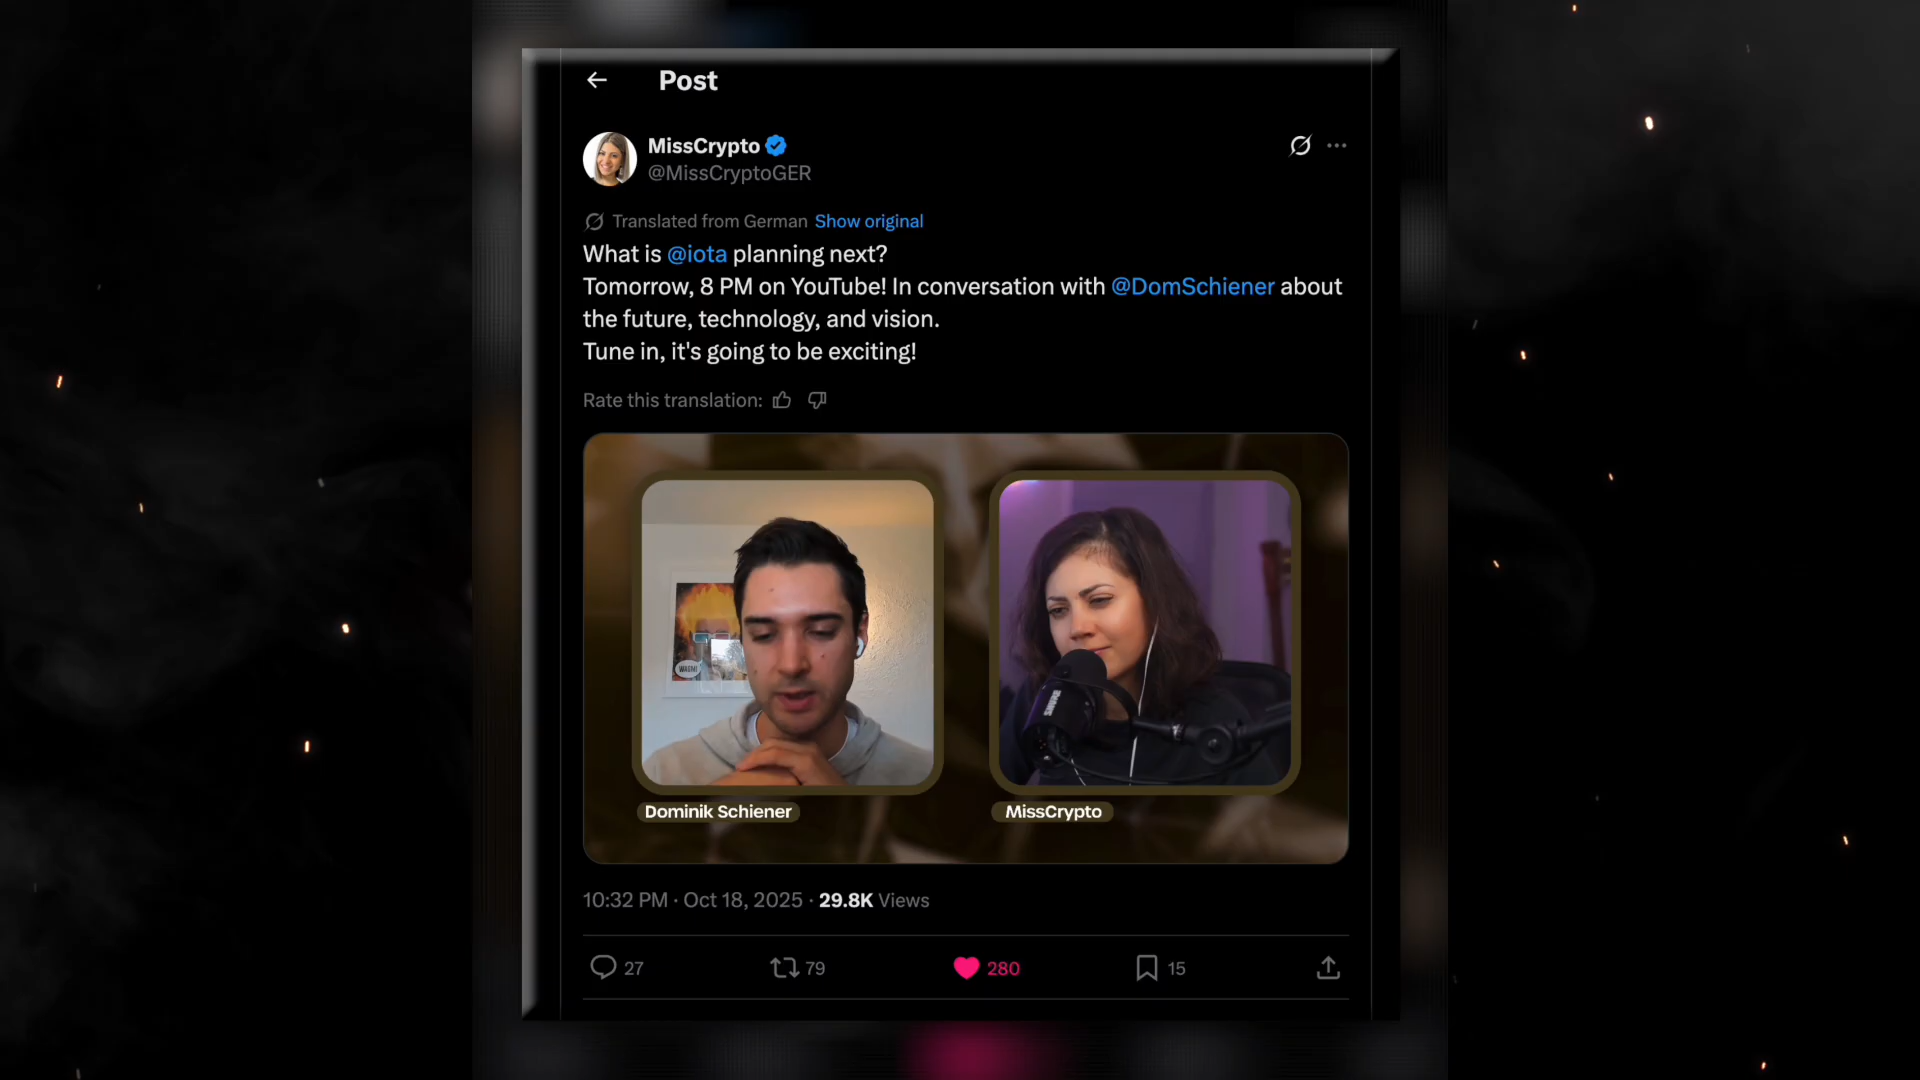 Post
MissCrypto
@MissCryptoGER
Translated from German Show original
What is @iota planning next?
Tomorrow, 8 PM on YouTube! In conversation with @DomSchiener about
the future, technology, and vision.
Tune in, it's going to be exciting!
Rate this translation:
WAGMI
SHURE
Dominik Schiener
MissCrypto
10:32 PM · Oct 18, 2025 · 29.8K Views
27
79
280
15